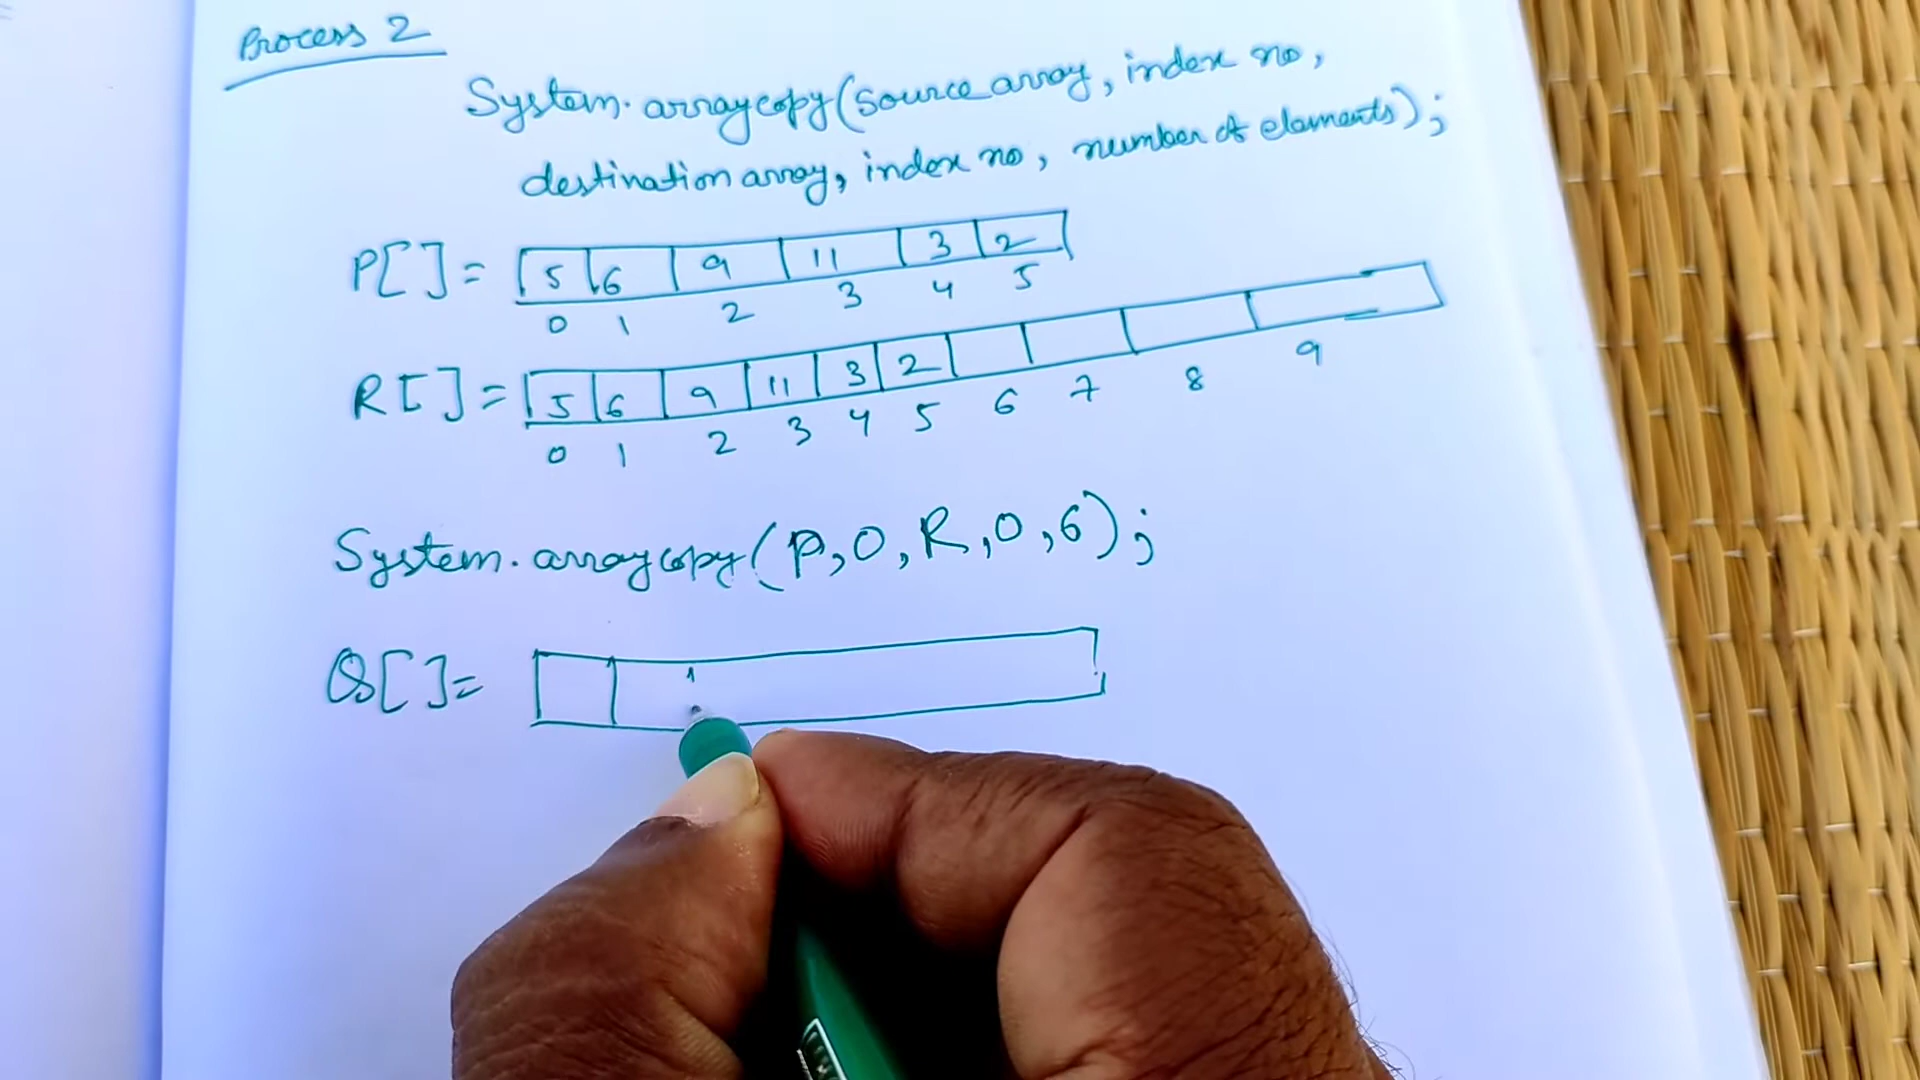 Process 2
System.arraycopy(source array, index no,
destination array, index no, number of elements);
P[] = 5 6 9 11 3 2
0 1 2 3 4 5
R[] = 5 6 9 11 3 2
0 1 2 3 4 5 6 7 8 9
System.arraycopy(P,0,R,0,6);
Q[] =